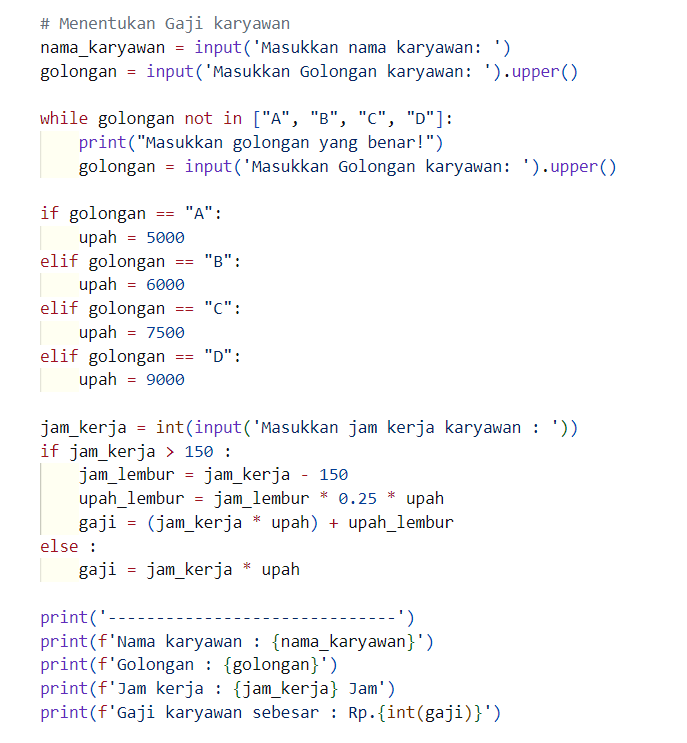 # Menentukan Gaji karyawan
nama_karyawan = input('Masukkan nama karyawan: ')
golongan = input('Masukkan Golongan karyawan: ').upper()

while golongan not in ["A", "B", "C", "D"]:
    print("Masukkan golongan yang benar!")
    golongan = input('Masukkan Golongan karyawan: ').upper()

if golongan == "A":
    upah = 5000
elif golongan == "B":
    upah = 6000
elif golongan == "C":
    upah = 7500
elif golongan == "D":
    upah = 9000

jam_kerja = int(input('Masukkan jam kerja karyawan : '))
if jam_kerja > 150 :
    jam_lembur = jam_kerja - 150
    upah_lembur = jam_lembur * 0.25 * upah
    gaji = (jam_kerja * upah) + upah_lembur
else :
    gaji = jam_kerja * upah

print('------------------------------')
print(f'Nama karyawan : {nama_karyawan}')
print(f'Golongan : {golongan}')
print(f'Jam kerja : {jam_kerja} Jam')
print(f'Gaji karyawan sebesar : Rp.{int(gaji)}')